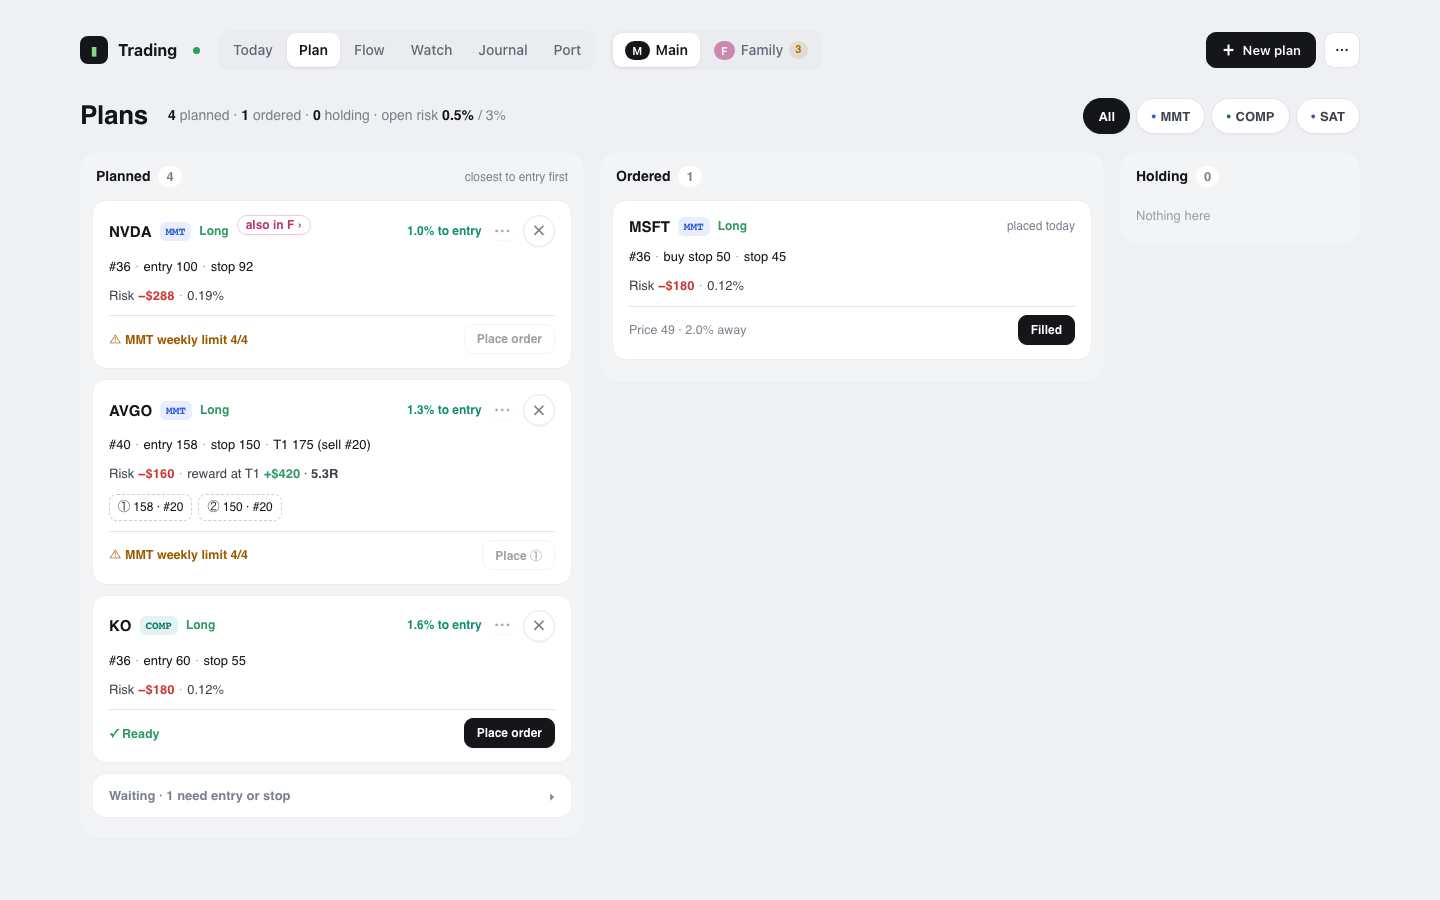 Trading
Today Plan Flow Watch Journal Port
M Main F Family 3
+ New plan ···
Plans 4 planned · 1 ordered · 0 holding · open risk 0.5% / 3%
All • MMT • COMP • SAT
Planned 4 closest to entry first
NVDA MMT Long also in F › 1.0% to entry ··· ✕
#36 · entry 100 · stop 92
Risk –$288 · 0.19%
⚠ MMT weekly limit 4/4 Place order
AVGO MMT Long 1.3% to entry ··· ✕
#40 · entry 158 · stop 150 · T1 175 (sell #20)
Risk –$160 · reward at T1 +$420 · 5.3R
① 158 · #20 ② 150 · #20
⚠ MMT weekly limit 4/4 Place ①
KO COMP Long 1.6% to entry ··· ✕
#36 · entry 60 · stop 55
Risk –$180 · 0.12%
✓ Ready Place order
Waiting · 1 need entry or stop ▸
Ordered 1
MSFT MMT Long placed today
#36 · buy stop 50 · stop 45
Risk –$180 · 0.12%
Price 49 · 2.0% away Filled
Holding 0
Nothing here